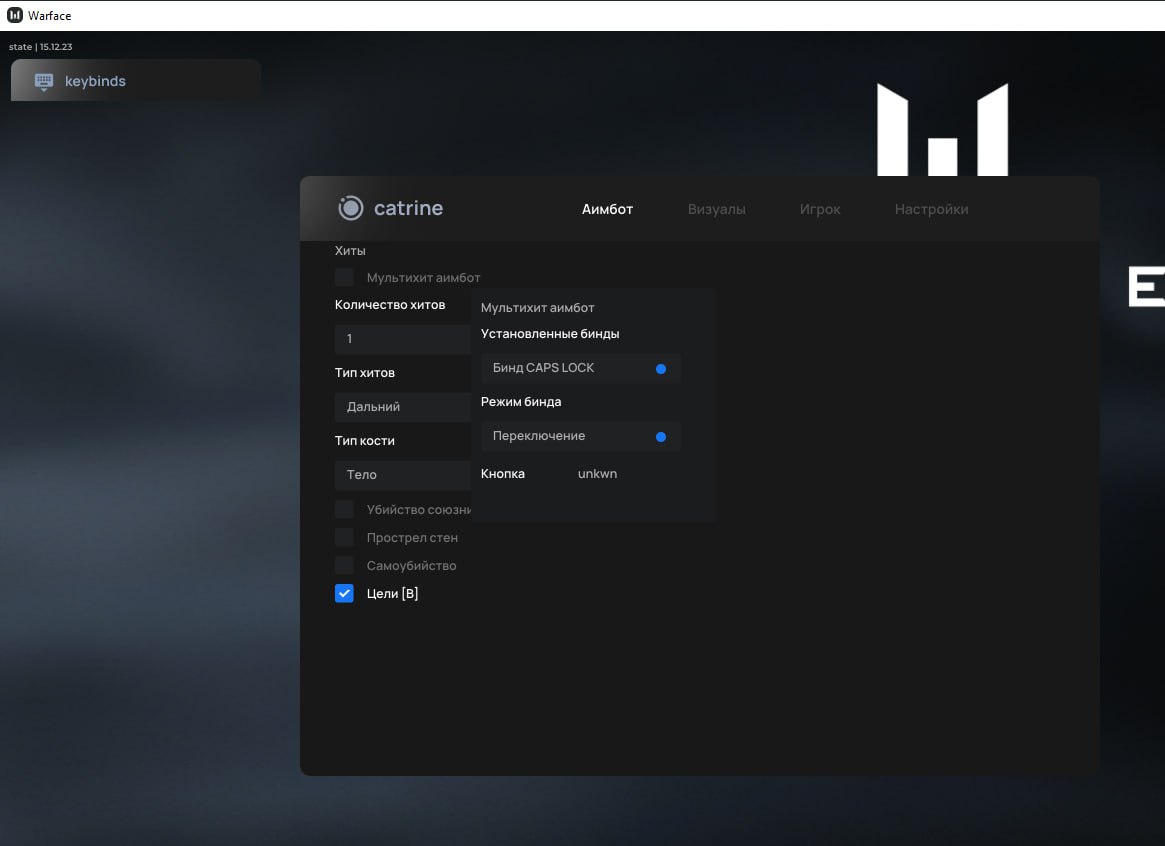 Warface
state | 15.12.23
keybinds
catrine
Аимбот
Визуалы
Игрок
Настройки
Хиты
Мультихит аимбот
Количество хитов
1
Тип хитов
Дальний
Тип кости
Тело
Убийство союзни
Прострел стен
Самоубийство
Цели [B]
Мультихит аимбот
Установленные бинды
Бинд CAPS LOCK
Режим бинда
Переключение
Кнопка
unkwn
E